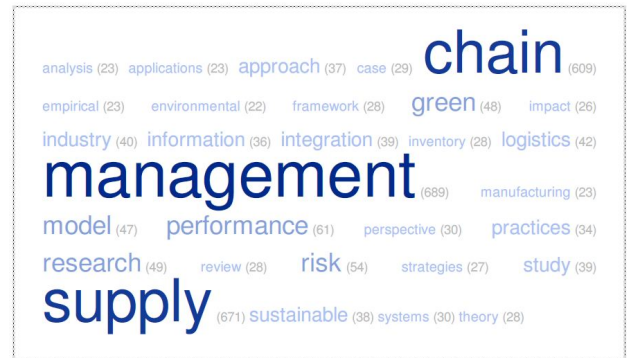 analysis (23) applications (23) approach (37) case (29) chain (609)
empirical (23) environmental (22) framework (28) green (48) impact (26)
industry (40) information (36) integration (39) inventory (28) logistics (42)
management (689) manufacturing (23)
model (47) performance (61) perspective (30) practices (34)
research (49) review (28) risk (54) strategies (27) study (39)
supply (671) sustainable (38) systems (30) theory (28)